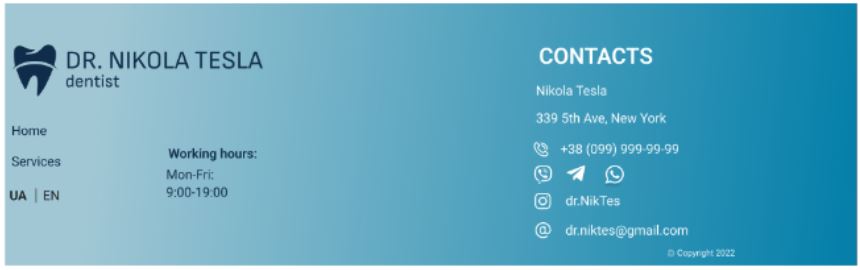 DR. NIKOLA TESLA
dentist
Home
Services
UA | EN
Working hours:
Mon-Fri:
9:00-19:00
CONTACTS
Nikola Tesla
339 5th Ave, New York
+38 (099) 999-99-99
dr.NikTes
dr.niktes@gmail.com
© Copyright 2022